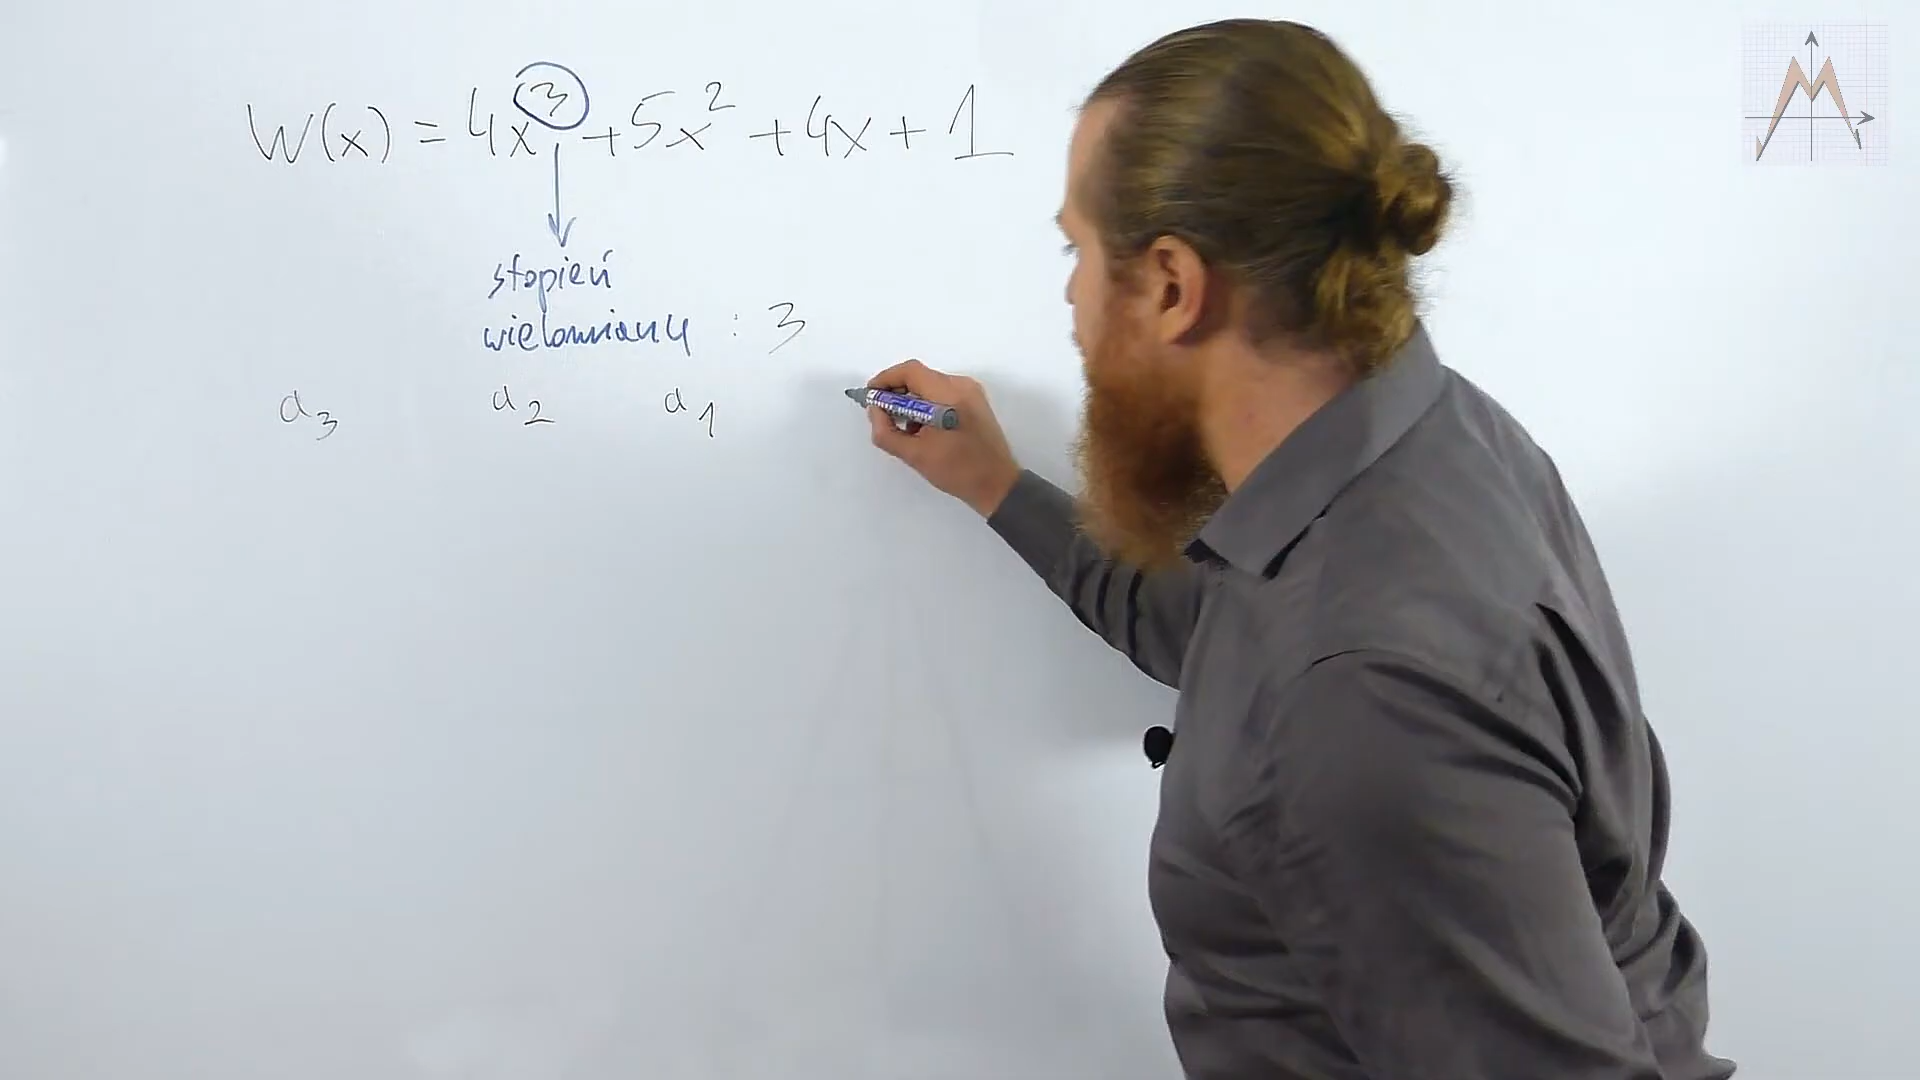 W(x) = 4x³ + 5x² + 4x + 1
stopień
wielomianu : 3
a₃ a₂ a₁